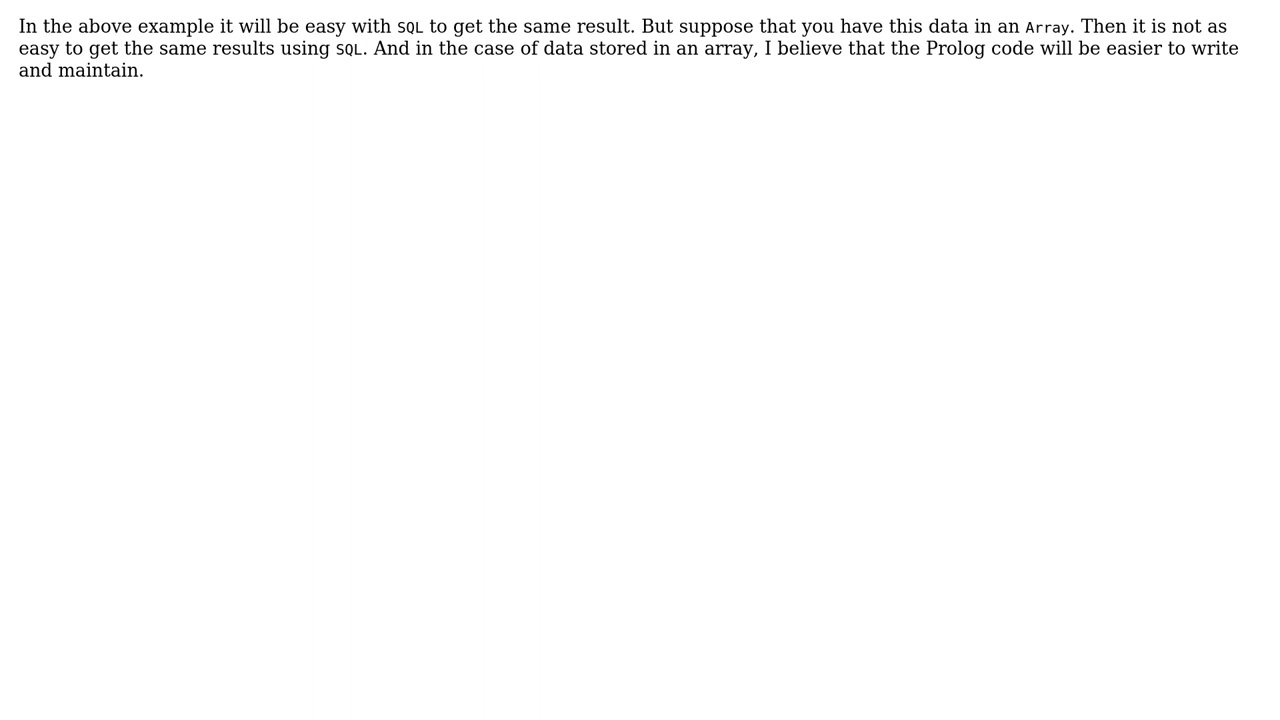 In the above example it will be easy with SQL to get the same result. But suppose that you have this data in an Array. Then it is not as
easy to get the same results using SQL. And in the case of data stored in an array, I believe that the Prolog code will be easier to write
and maintain.